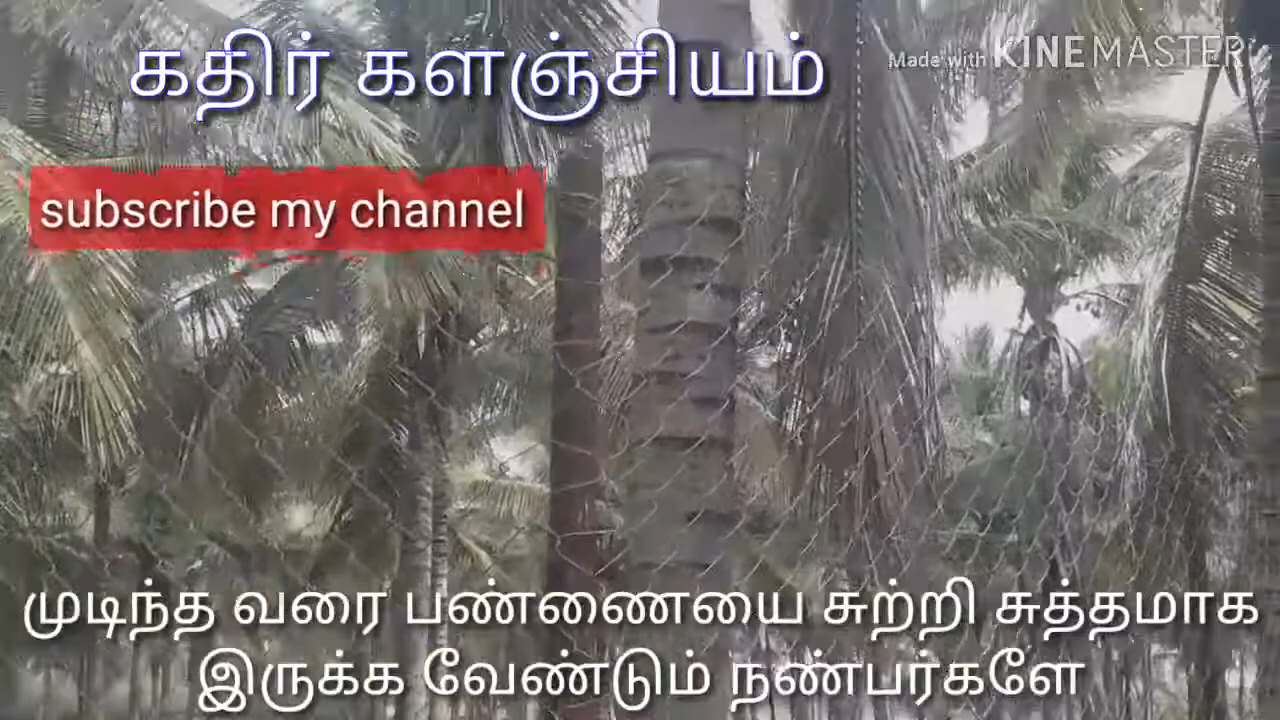 கதிர் களஞ்சியம்
Made with KINEMASTER
subscribe my channel
முடிந்த வரை பண்ணையை சுற்றி சுத்தமாக
இருக்க வேண்டும் நண்பர்களே